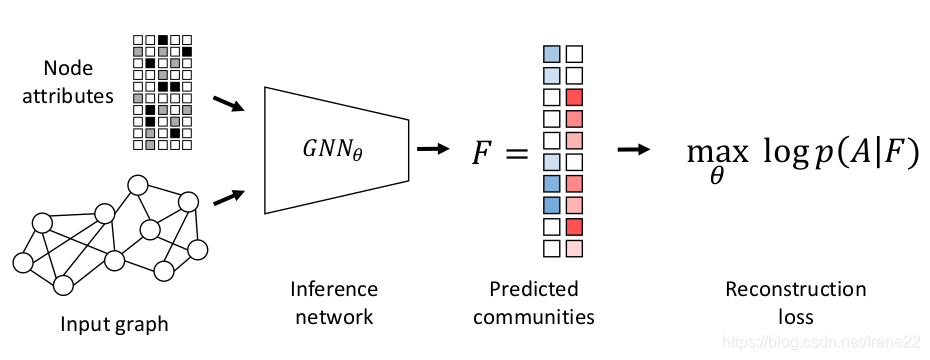 Node
attributes
Input graph
GNN_θ
Inference
network
F =
Predicted
communities
max log p(A|F)
θ
Reconstruction
loss
https://blog.csdn.net/Irene22